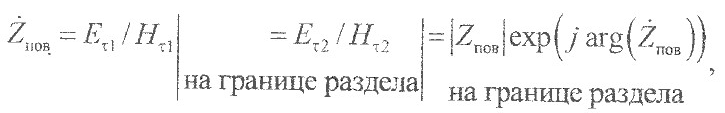 Ż_пов = E_τ1 / H_τ1 | = E_τ2 / H_τ2 | = |Z_пов| exp(j arg(Ż_пов)),
на границе раздела на границе раздела